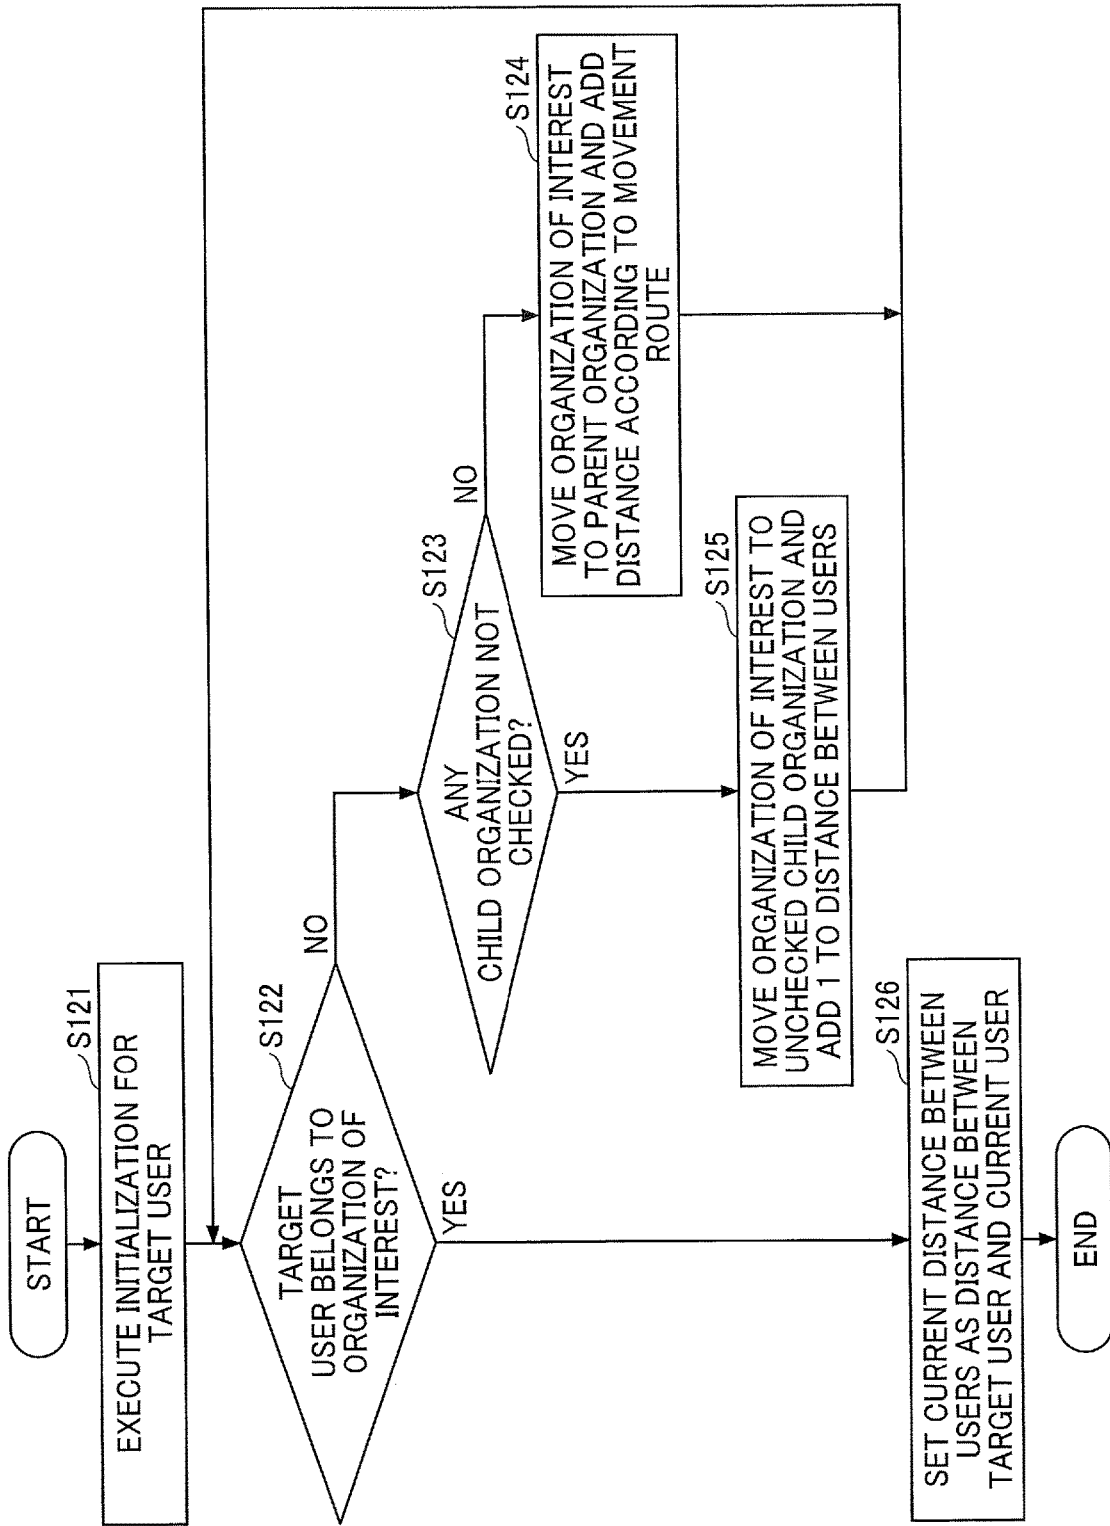 START
S121
EXECUTE INITIALIZATION FOR
TARGET USER
S122
TARGET
USER BELONGS TO
ORGANIZATION OF
INTEREST?
NO
YES
S123
ANY
CHILD ORGANIZATION NOT
CHECKED?
NO
YES
S124
MOVE ORGANIZATION OF INTEREST
TO PARENT ORGANIZATION AND ADD
DISTANCE ACCORDING TO MOVEMENT
ROUTE
S125
MOVE ORGANIZATION OF INTEREST TO
UNCHECKED CHILD ORGANIZATION AND
ADD 1 TO DISTANCE BETWEEN USERS
S126
SET CURRENT DISTANCE BETWEEN
USERS AS DISTANCE BETWEEN
TARGET USER AND CURRENT USER
END